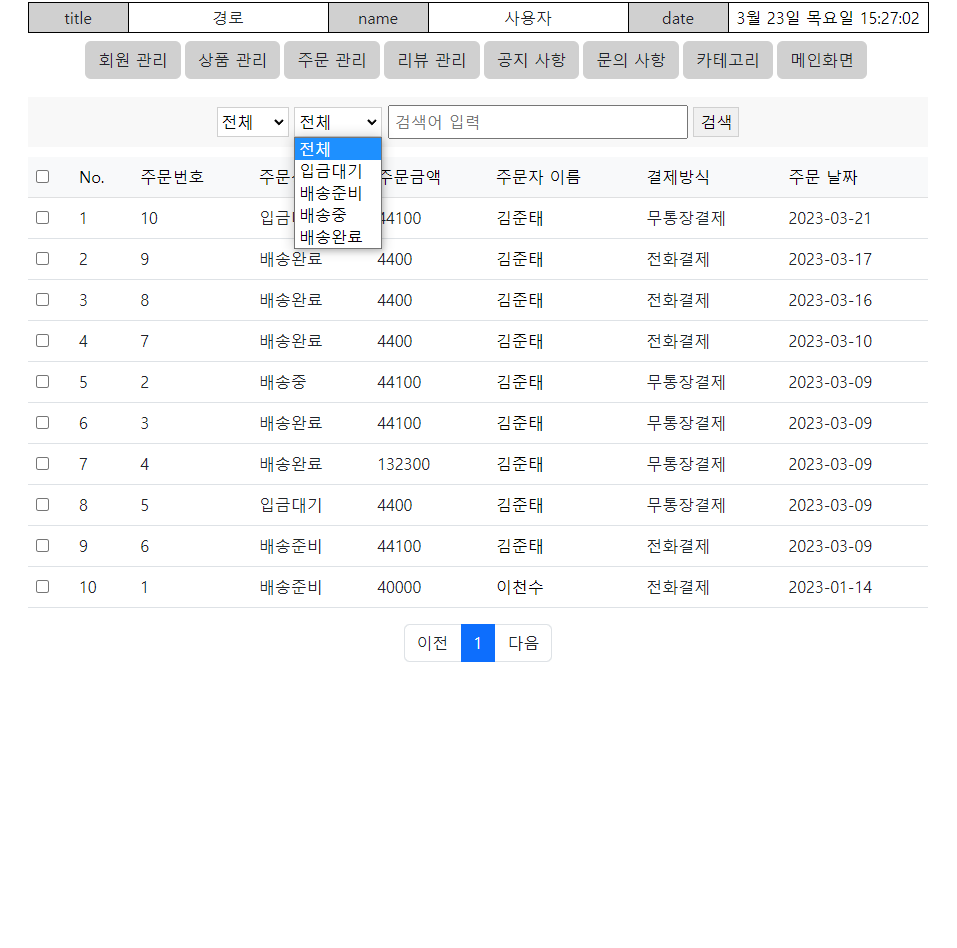 title 경로 name 사용자 date 3월 23일 목요일 15:27:02
회원 관리 상품 관리 주문 관리 리뷰 관리 공지 사항 문의 사항 카테고리 메인화면
전체 전체 검색어 입력 검색
전체
입금대기
배송준비
배송중
배송완료
No. 주문번호 주문금액 주문자 이름 결제방식 주문 날짜
1 10 44100 김준태 무통장결제 2023-03-21
2 9 배송완료 4400 김준태 전화결제 2023-03-17
3 8 배송완료 4400 김준태 전화결제 2023-03-16
4 7 배송완료 4400 김준태 전화결제 2023-03-10
5 2 배송중 44100 김준태 무통장결제 2023-03-09
6 3 배송완료 44100 김준태 무통장결제 2023-03-09
7 4 배송완료 132300 김준태 무통장결제 2023-03-09
8 5 입금대기 4400 김준태 무통장결제 2023-03-09
9 6 배송준비 44100 김준태 전화결제 2023-03-09
10 1 배송준비 40000 이천수 전화결제 2023-01-14
이전 1 다음